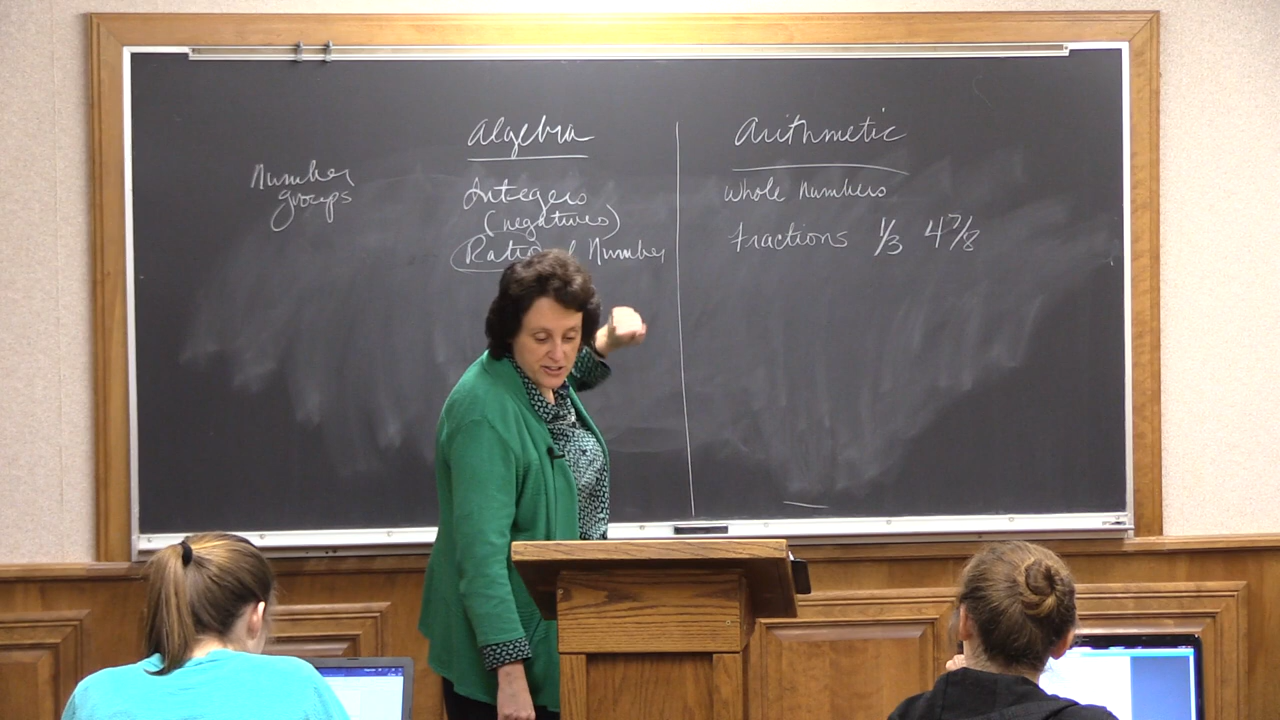 Algebra
Arithmetic
Number
groups
Integers
(negatives)
Rational Number
Whole Numbers
Fractions 1/3 4 7/8